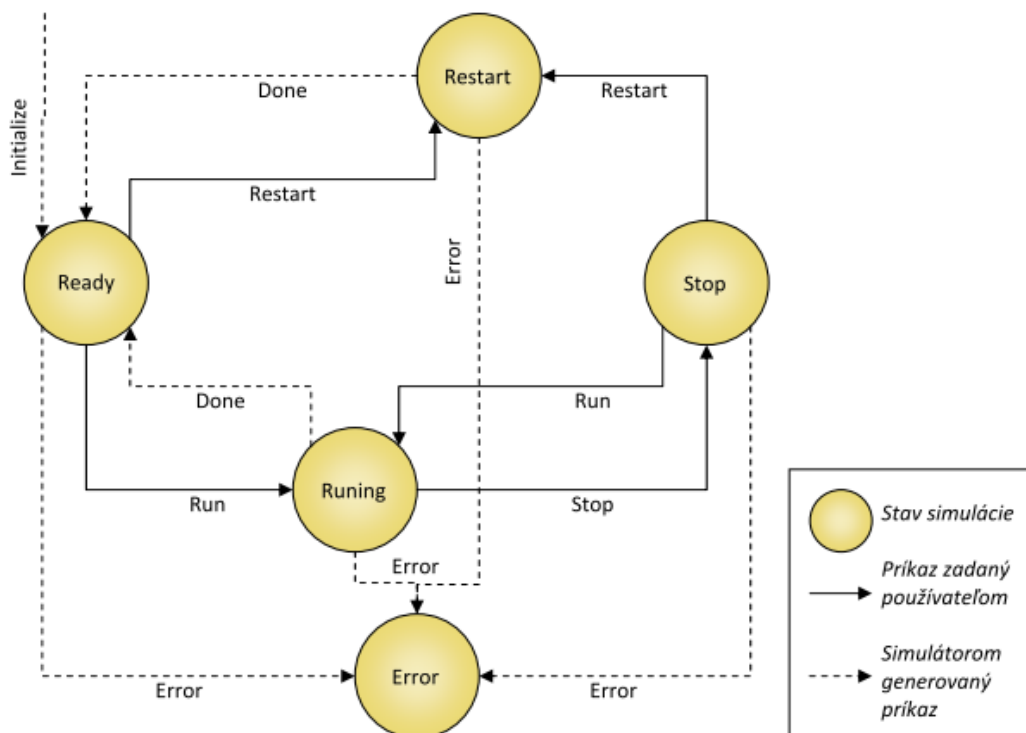 Initialize
Restart
Done
Restart
Restart
Error
Ready
Stop
Done
Run
Run
Runing
Stop
Error
Error
Error
Error
Stav simulácie
Príkaz zadaný
používateľom
Simulátorom
generovaný
príkaz